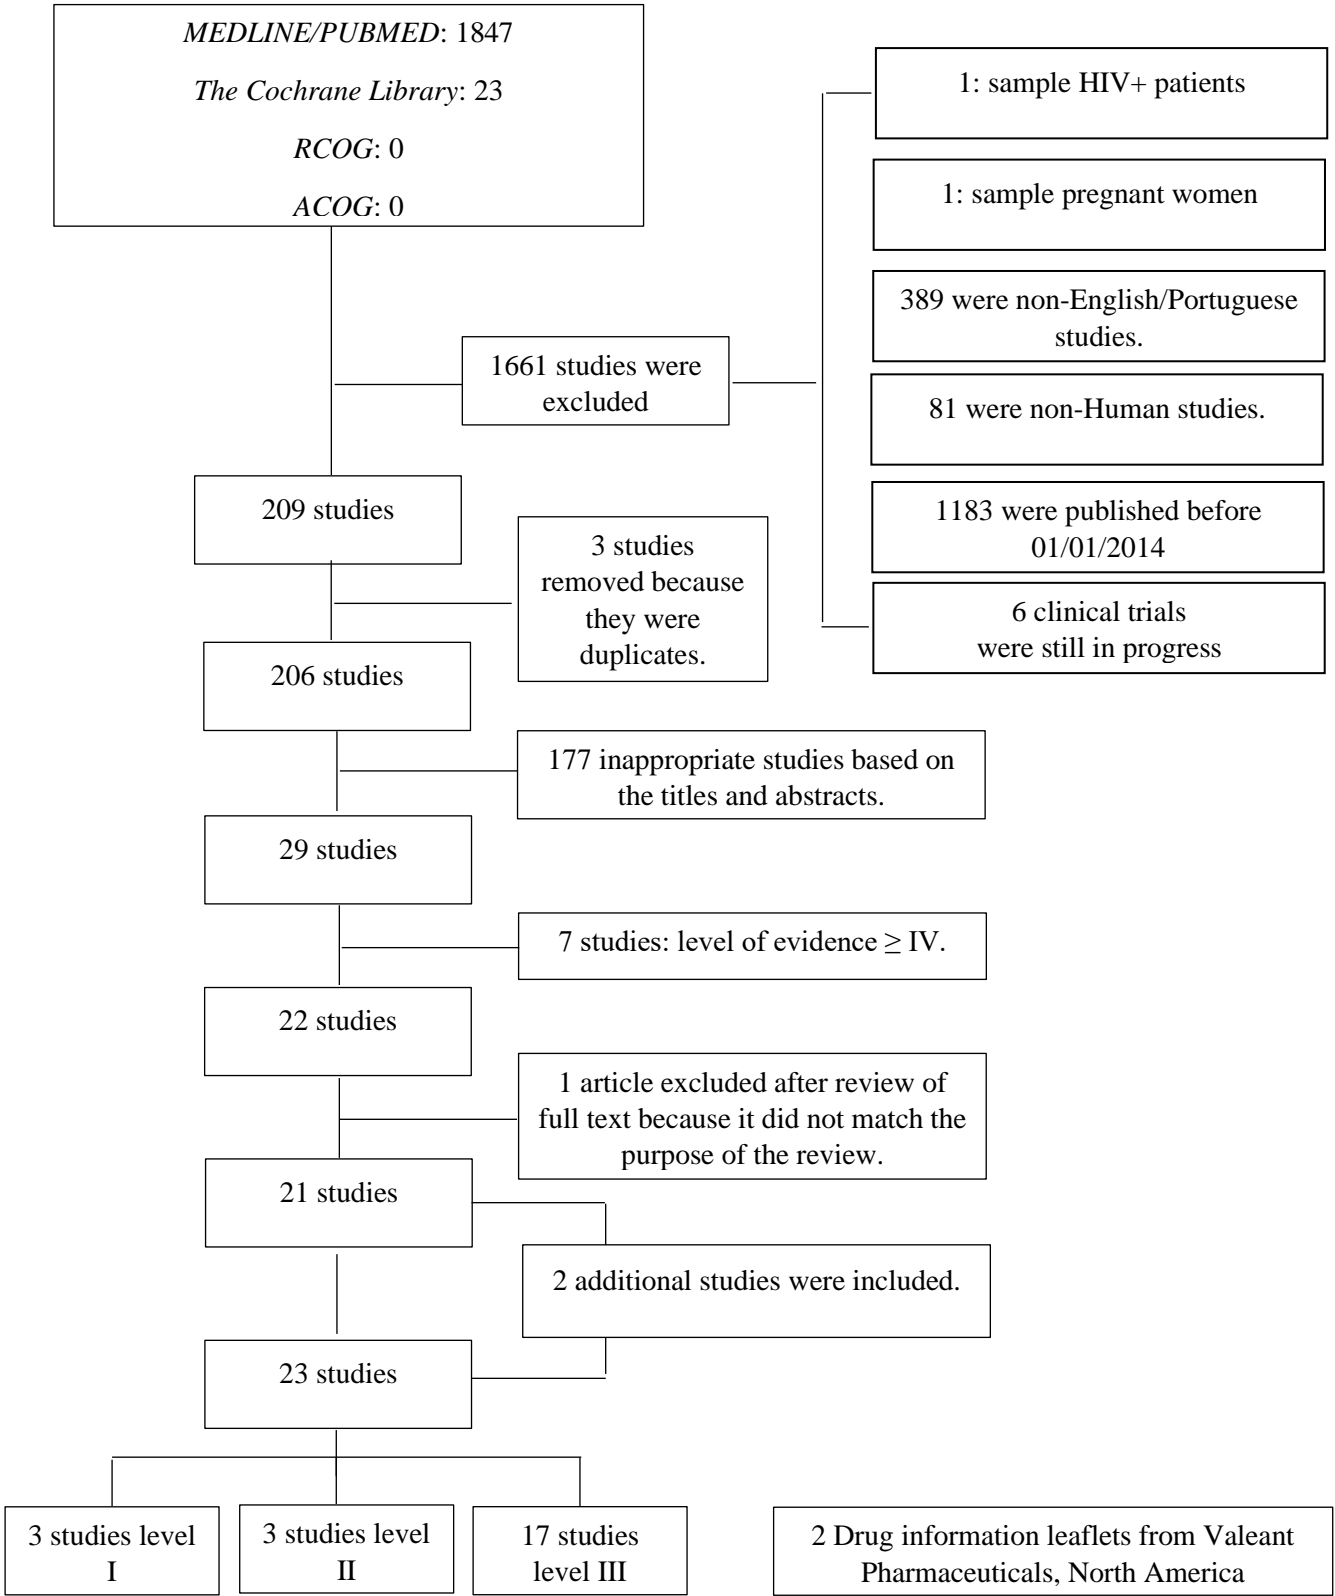 MEDLINE/PUBMED: 1847
The Cochrane Library: 23
RCOG: 0
ACOG: 0
1: sample HIV+ patients
1: sample pregnant women
389 were non-English/Portuguese
studies.
81 were non-Human studies.
1183 were published before
01/01/2014
6 clinical trials
were still in progress
1661 studies were
excluded
209 studies
3 studies
removed because
they were
duplicates.
206 studies
177 inappropriate studies based on
the titles and abstracts.
29 studies
7 studies: level of evidence ≥ IV.
22 studies
1 article excluded after review of
full text because it did not match the
purpose of the review.
21 studies
2 additional studies were included.
23 studies
3 studies level
I
3 studies level
II
17 studies
level III
2 Drug information leaflets from Valeant
Pharmaceuticals, North America